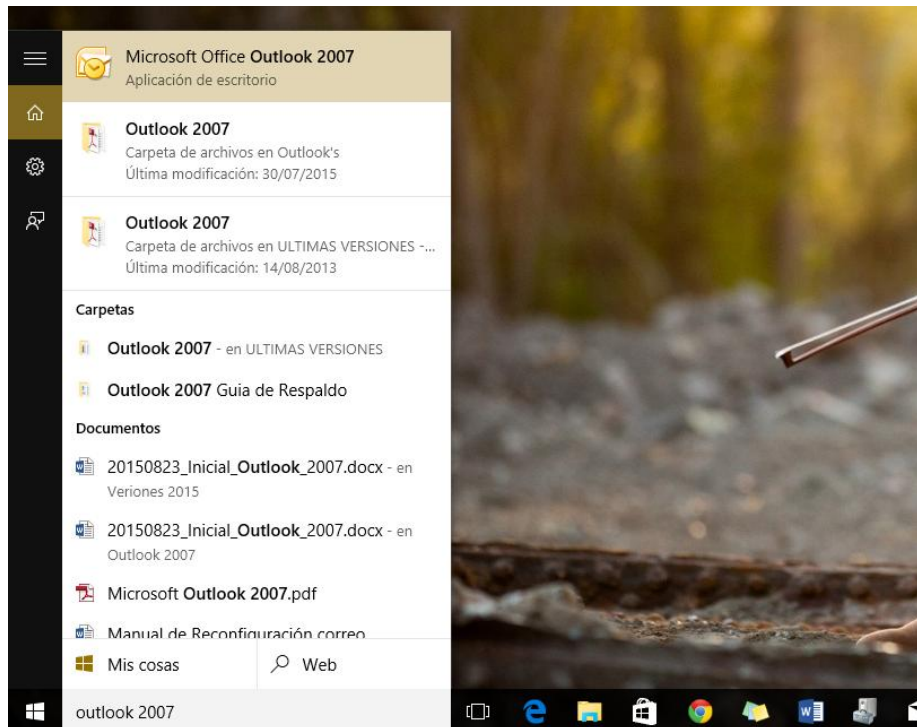 Microsoft Office Outlook 2007
Aplicación de escritorio
Outlook 2007
Carpeta de archivos en Outlook's
Última modificación: 30/07/2015
Outlook 2007
Carpeta de archivos en ULTIMAS VERSIONES -...
Última modificación: 14/08/2013
Carpetas
Outlook 2007 - en ULTIMAS VERSIONES
Outlook 2007 Guia de Respaldo
Documentos
20150823_Inicial_Outlook_2007.docx - en
Veriones 2015
20150823_Inicial_Outlook_2007.docx - en
Outlook 2007
Microsoft Outlook 2007.pdf
Manual de Reconfiguración correo
Mis cosas
Web
outlook 2007